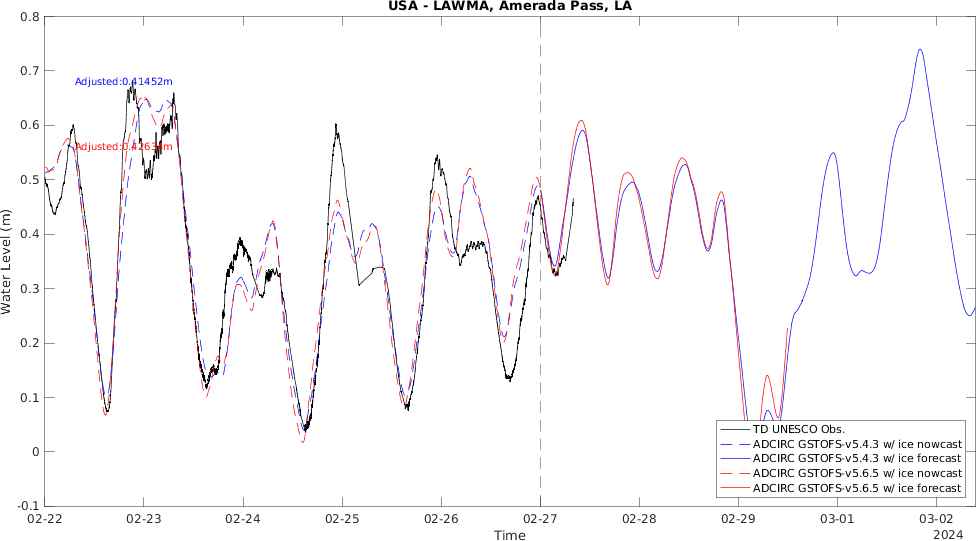 USA - LAWMA, Amerada Pass, LA
Adjusted:0.41452m
Water Level (m)
0.8
0.7
0.6
0.5
0.4
0.3
0.2
0.1
0
-0.1
TD UNESCO Obs.
ADCIRC GSTOFS-v5.4.3 w/ ice nowcast
ADCIRC GSTOFS-v5.4.3 w/ ice forecast
ADCIRC GSTOFS-v5.6.5 w/ ice nowcast
ADCIRC GSTOFS-v5.6.5 w/ ice forecast
02-22 02-23 02-24 02-25 02-26 02-27 02-28 02-29 03-01 03-02
Time
2024